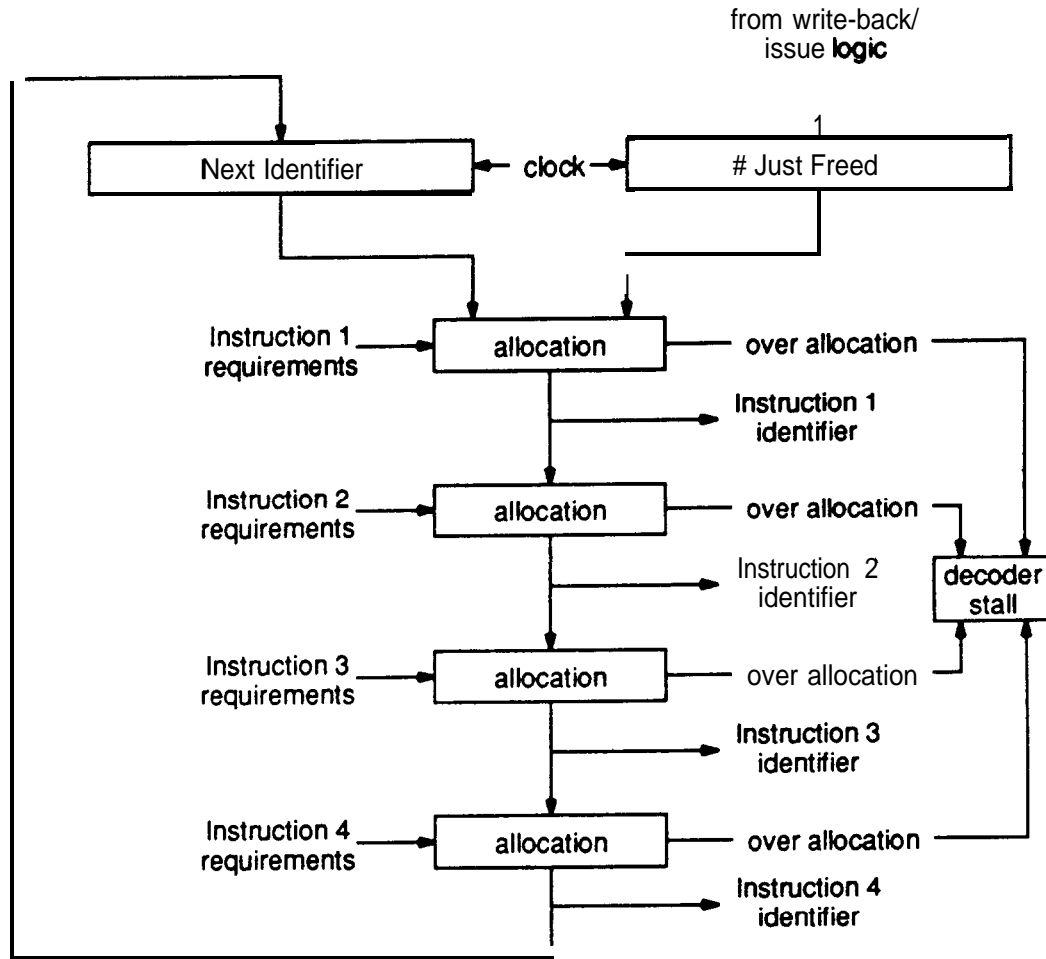 from write-back/
issue logic
1
Next Identifier
clock
# Just Freed
Instruction 1
requirements
allocation
over allocation
Instruction 1
identifier
Instruction 2
requirements
allocation
over allocation
Instruction 2
identifier
decoder
stall
Instruction 3
requirements
allocation
over allocation
Instruction 3
identifier
Instruction 4
requirements
allocation
over allocation
Instruction 4
identifier